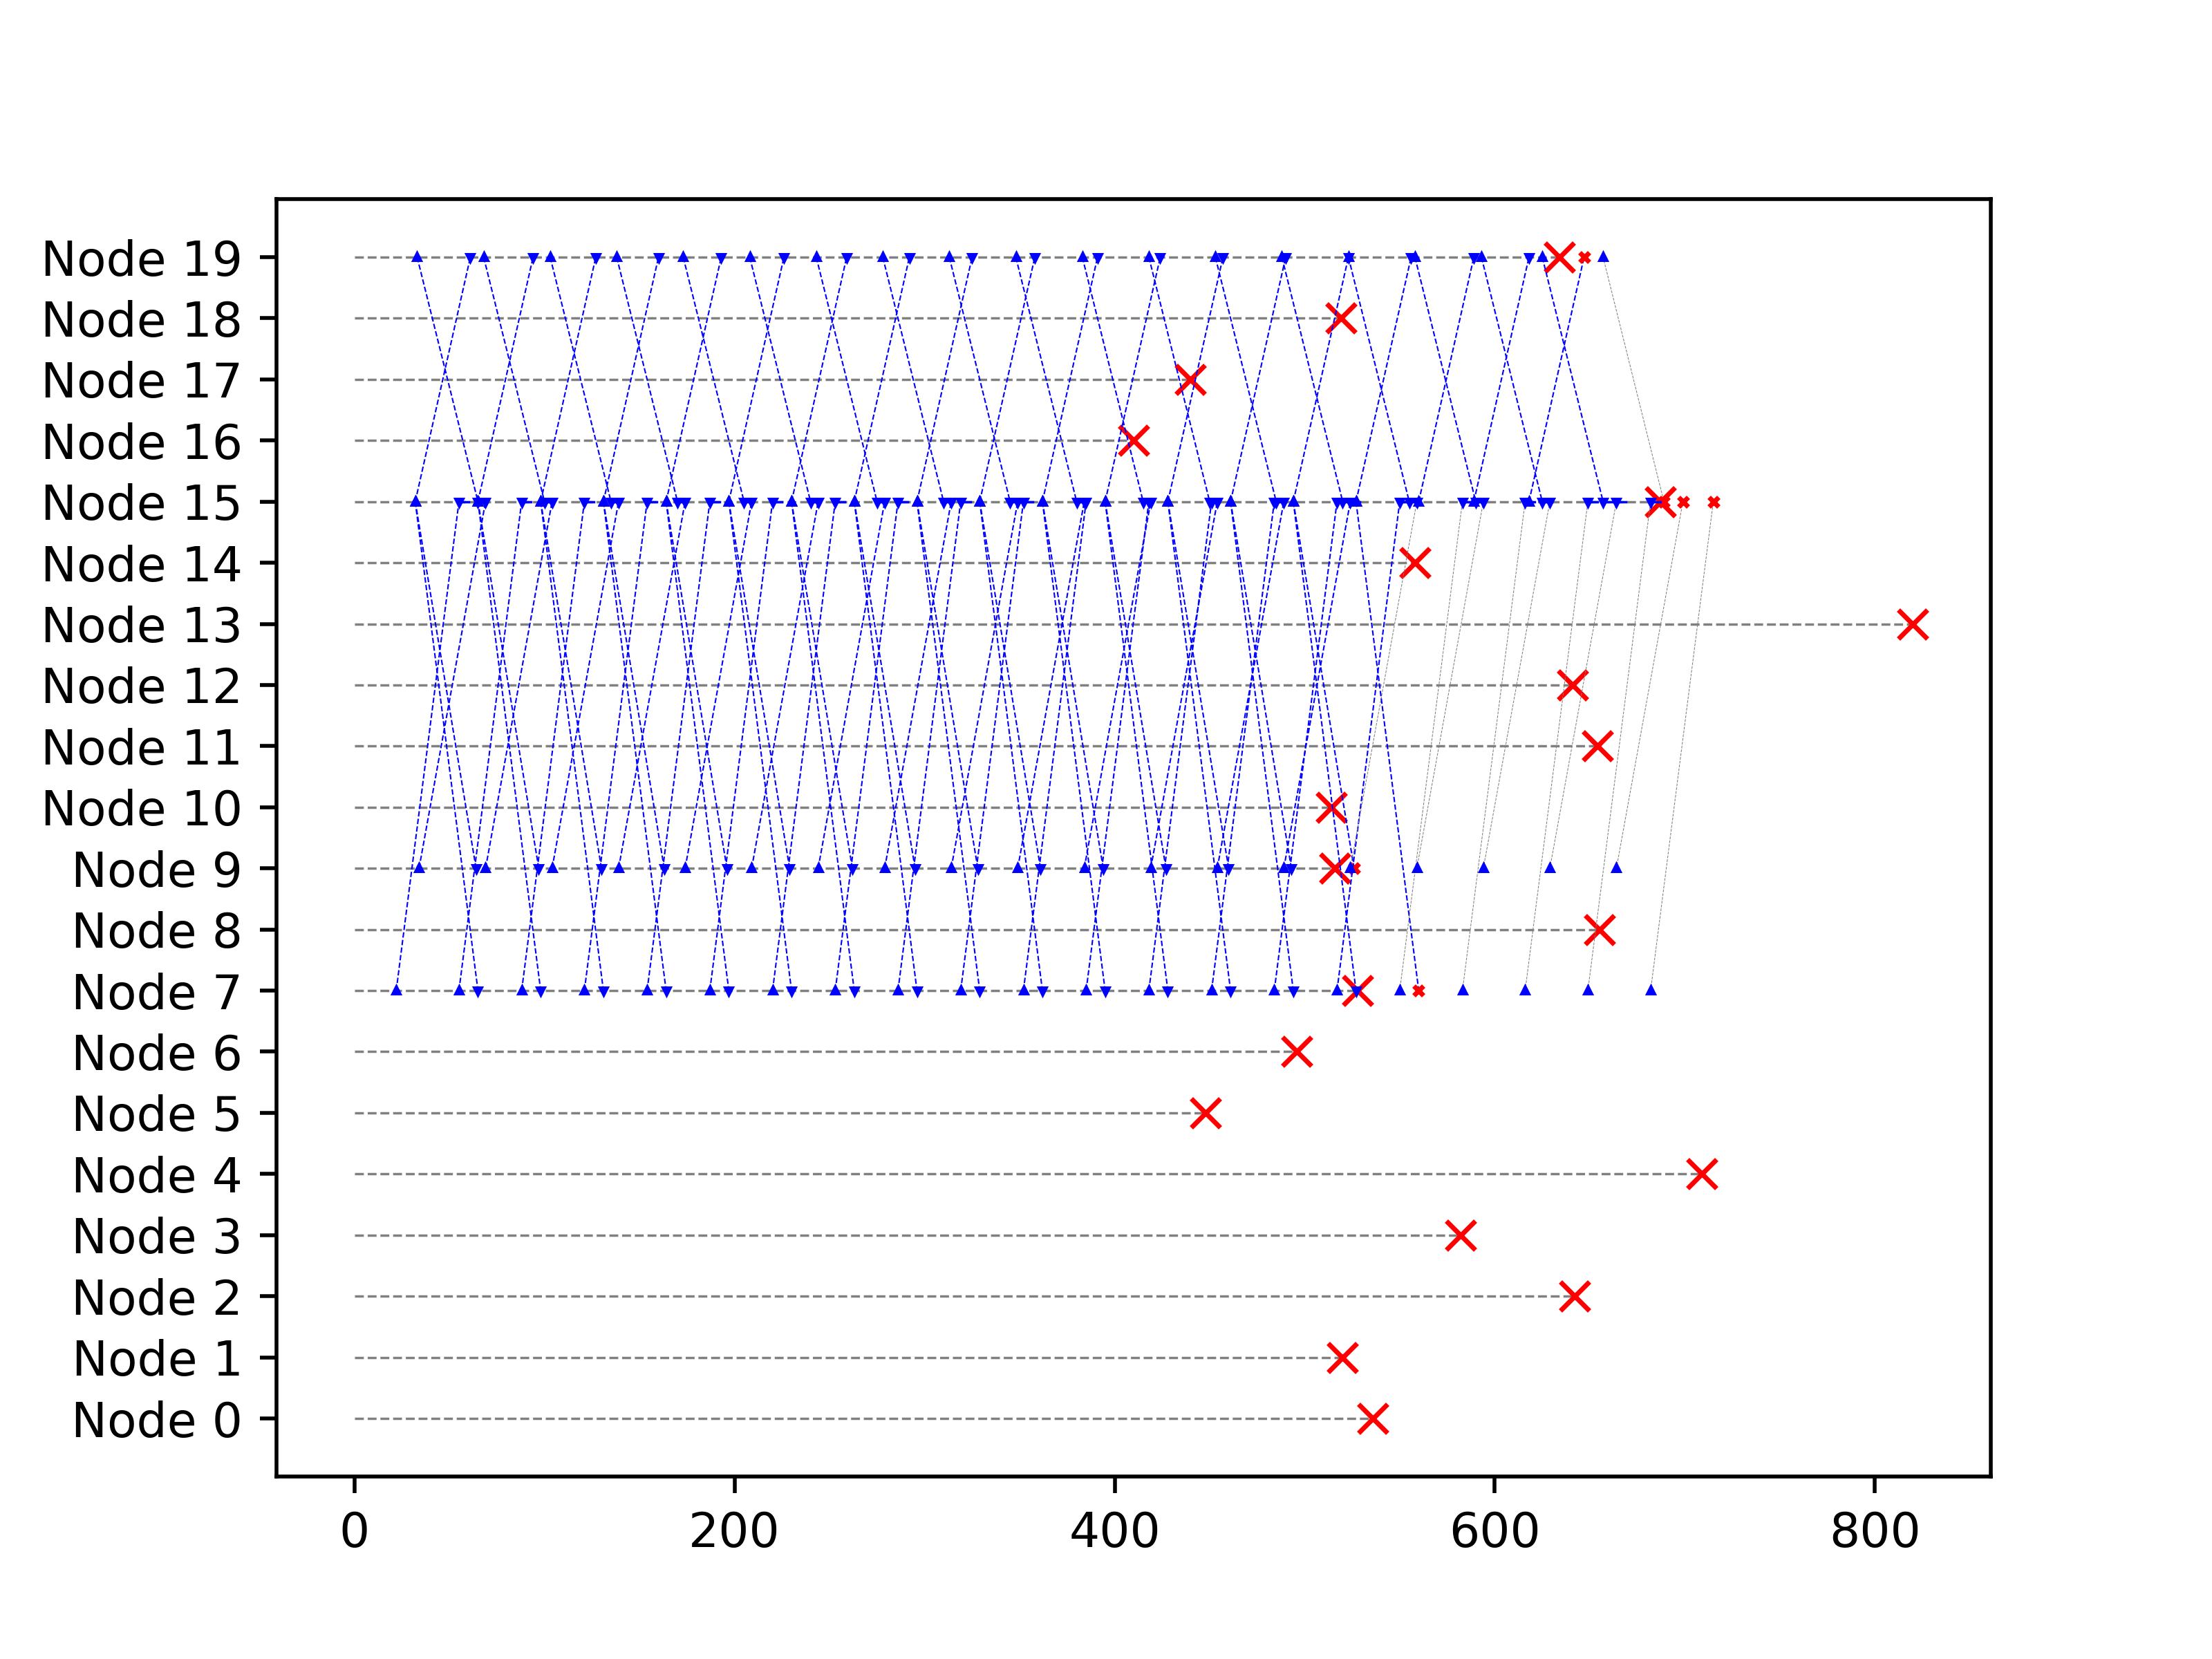 Node 19
Node 18
Node 17
Node 16
Node 15
Node 14
Node 13
Node 12
Node 11
Node 10
Node 9
Node 8
Node 7
Node 6
Node 5
Node 4
Node 3
Node 2
Node 1
Node 0
0 200 400 600 800